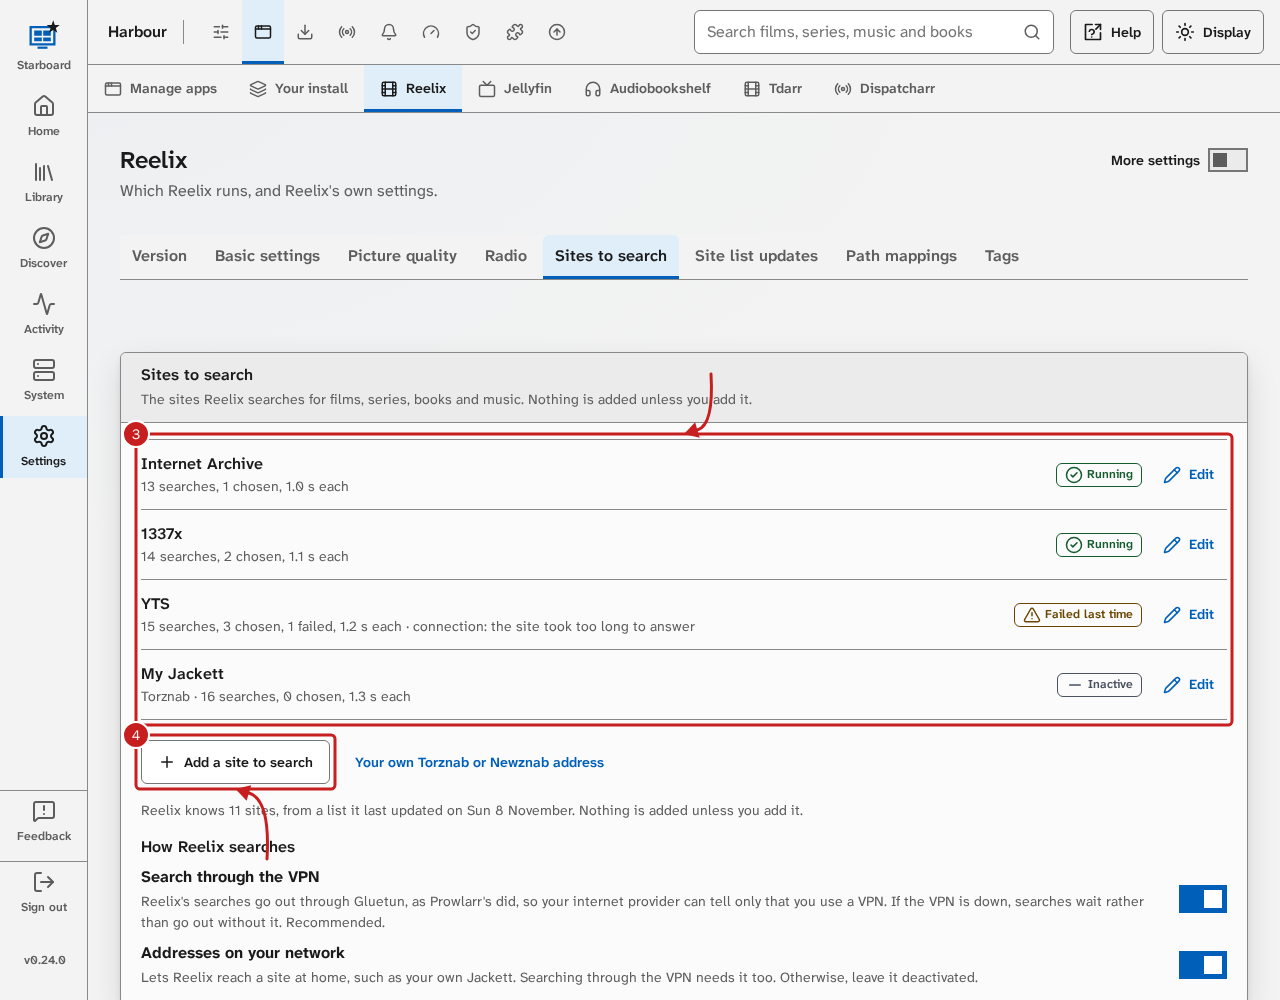 Starboard
Home
Library
Discover
Activity
System
Settings
Feedback
Sign out
v0.24.0
Harbour
Search films, series, music and books
Help
Display
Manage apps
Your install
Reelix
Jellyfin
Audiobookshelf
Tdarr
Dispatcharr
Reelix
Which Reelix runs, and Reelix's own settings.
More settings
Version
Basic settings
Picture quality
Radio
Sites to search
Site list updates
Path mappings
Tags
Sites to search
The sites Reelix searches for films, series, books and music. Nothing is added unless you add it.
3
Internet Archive
13 searches, 1 chosen, 1.0 s each
Running
Edit
1337x
14 searches, 2 chosen, 1.1 s each
Running
Edit
YTS
15 searches, 3 chosen, 1 failed, 1.2 s each · connection: the site took too long to answer
Failed last time
Edit
My Jackett
Torznab · 16 searches, 0 chosen, 1.3 s each
Inactive
Edit
4
Add a site to search
Your own Torznab or Newznab address
Reelix knows 11 sites, from a list it last updated on Sun 8 November. Nothing is added unless you add it.
How Reelix searches
Search through the VPN
Reelix's searches go out through Gluetun, as Prowlarr's did, so your internet provider can tell only that you use a VPN. If the VPN is down, searches wait rather
than go out without it. Recommended.
Addresses on your network
Lets Reelix reach a site at home, such as your own Jackett. Searching through the VPN needs it too. Otherwise, leave it deactivated.